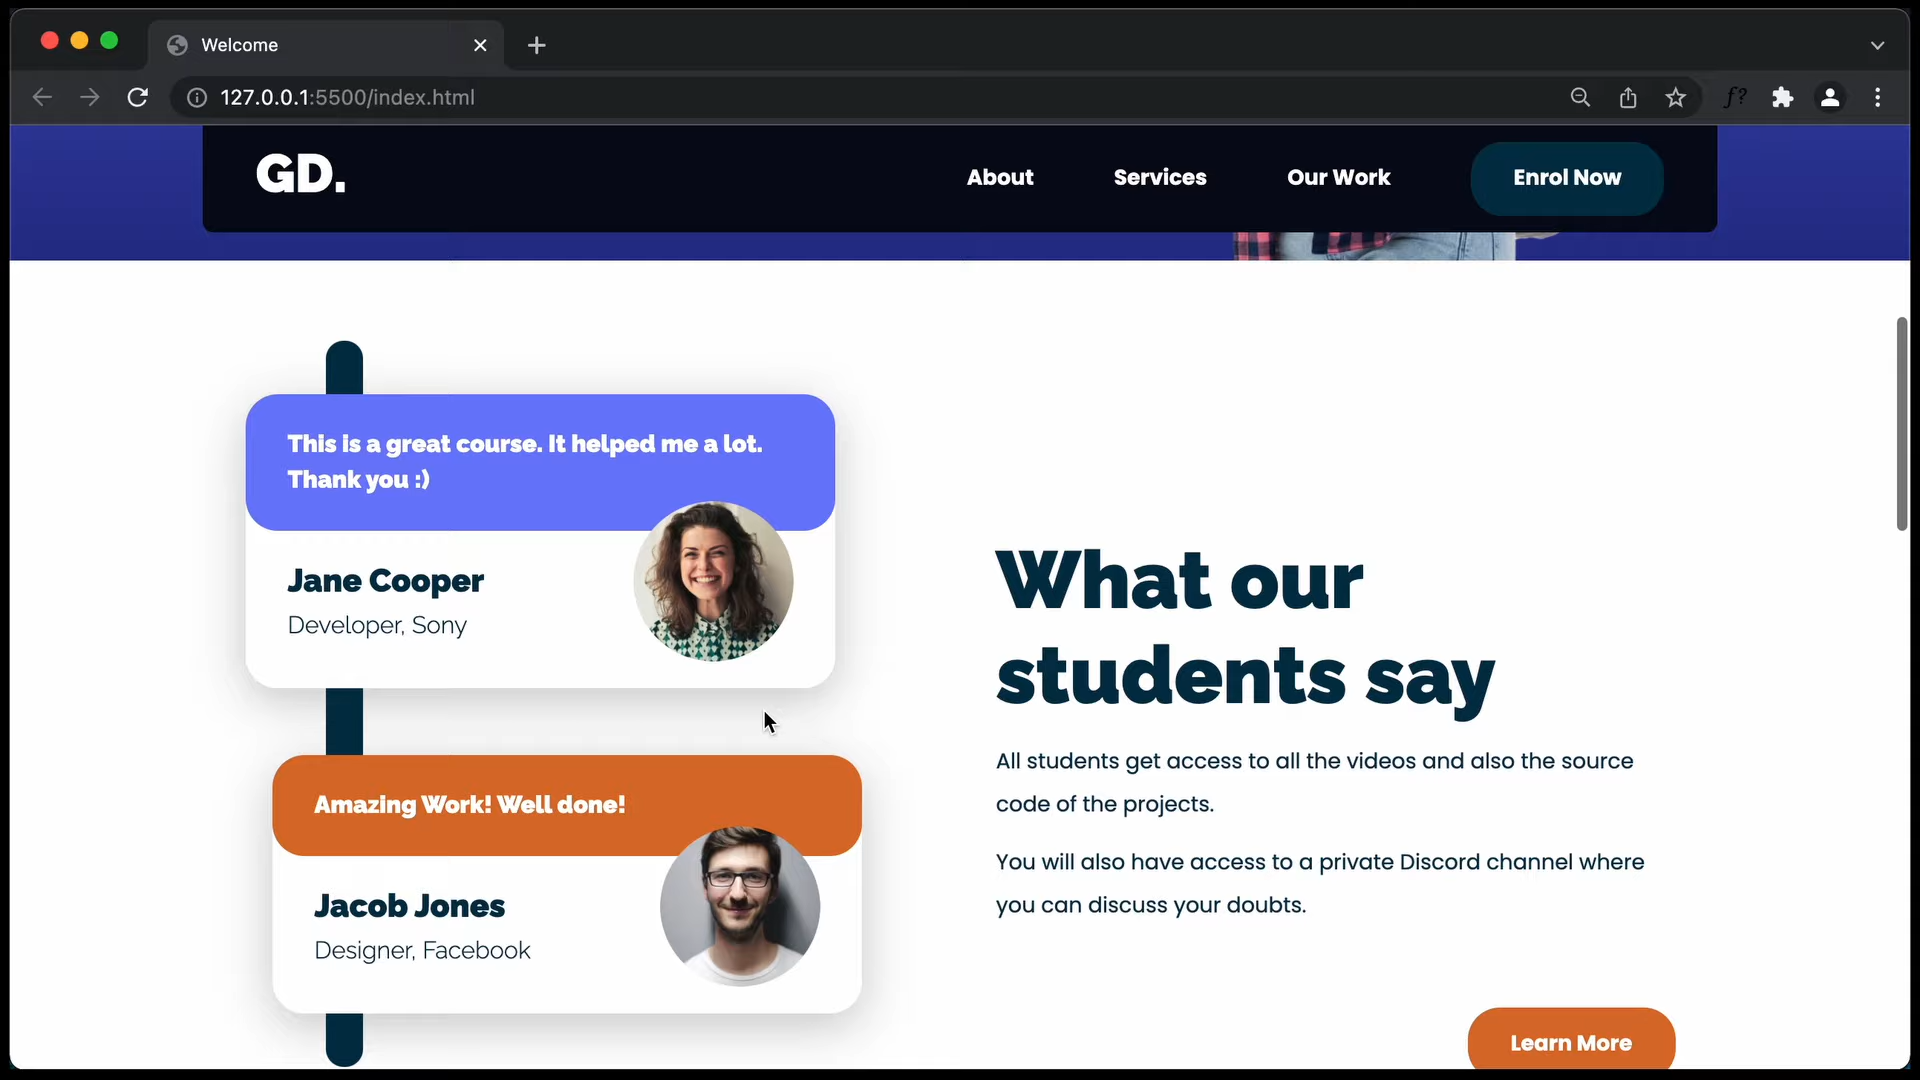 Welcome
127.0.0.1:5500/index.html
f?
GD.
About
Services
Our Work
Enrol Now
This is a great course. It helped me a lot.
Thank you :)
Jane Cooper
Developer, Sony
Amazing Work! Well done!
Jacob Jones
Designer, Facebook
What our
students say
All students get access to all the videos and also the source
code of the projects.
You will also have access to a private Discord channel where
you can discuss your doubts.
Learn More